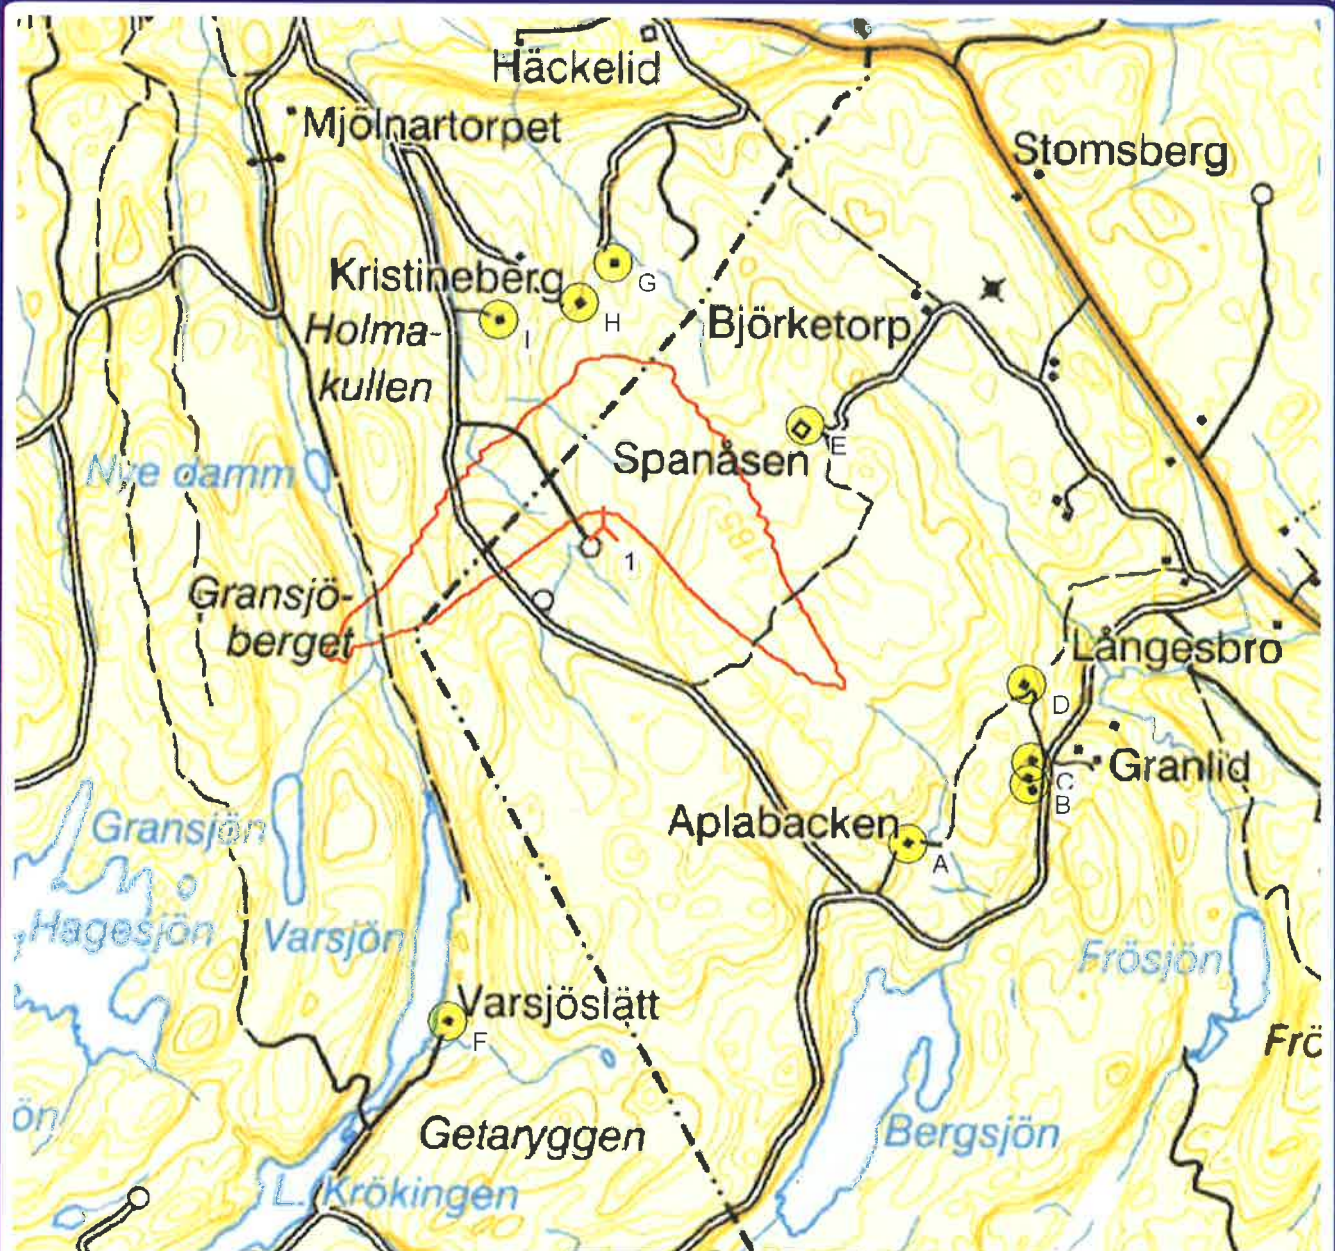 Häckelid
Mjölnartorpet
Stomsberg
Kristineberg
G
H
I
Holma-
kullen
Björketorp
E
Spanåsen
Nye damm
185
1
Gransjö-
berget
Långesbro
D
Granlid
C
B
Aplabacken
A
Gransjön
Hagesjön
Varsjön
Frösjön
Varsjöslätt
F
Frö
ön
Getaryggen
Bergsjön
L. Krökingen